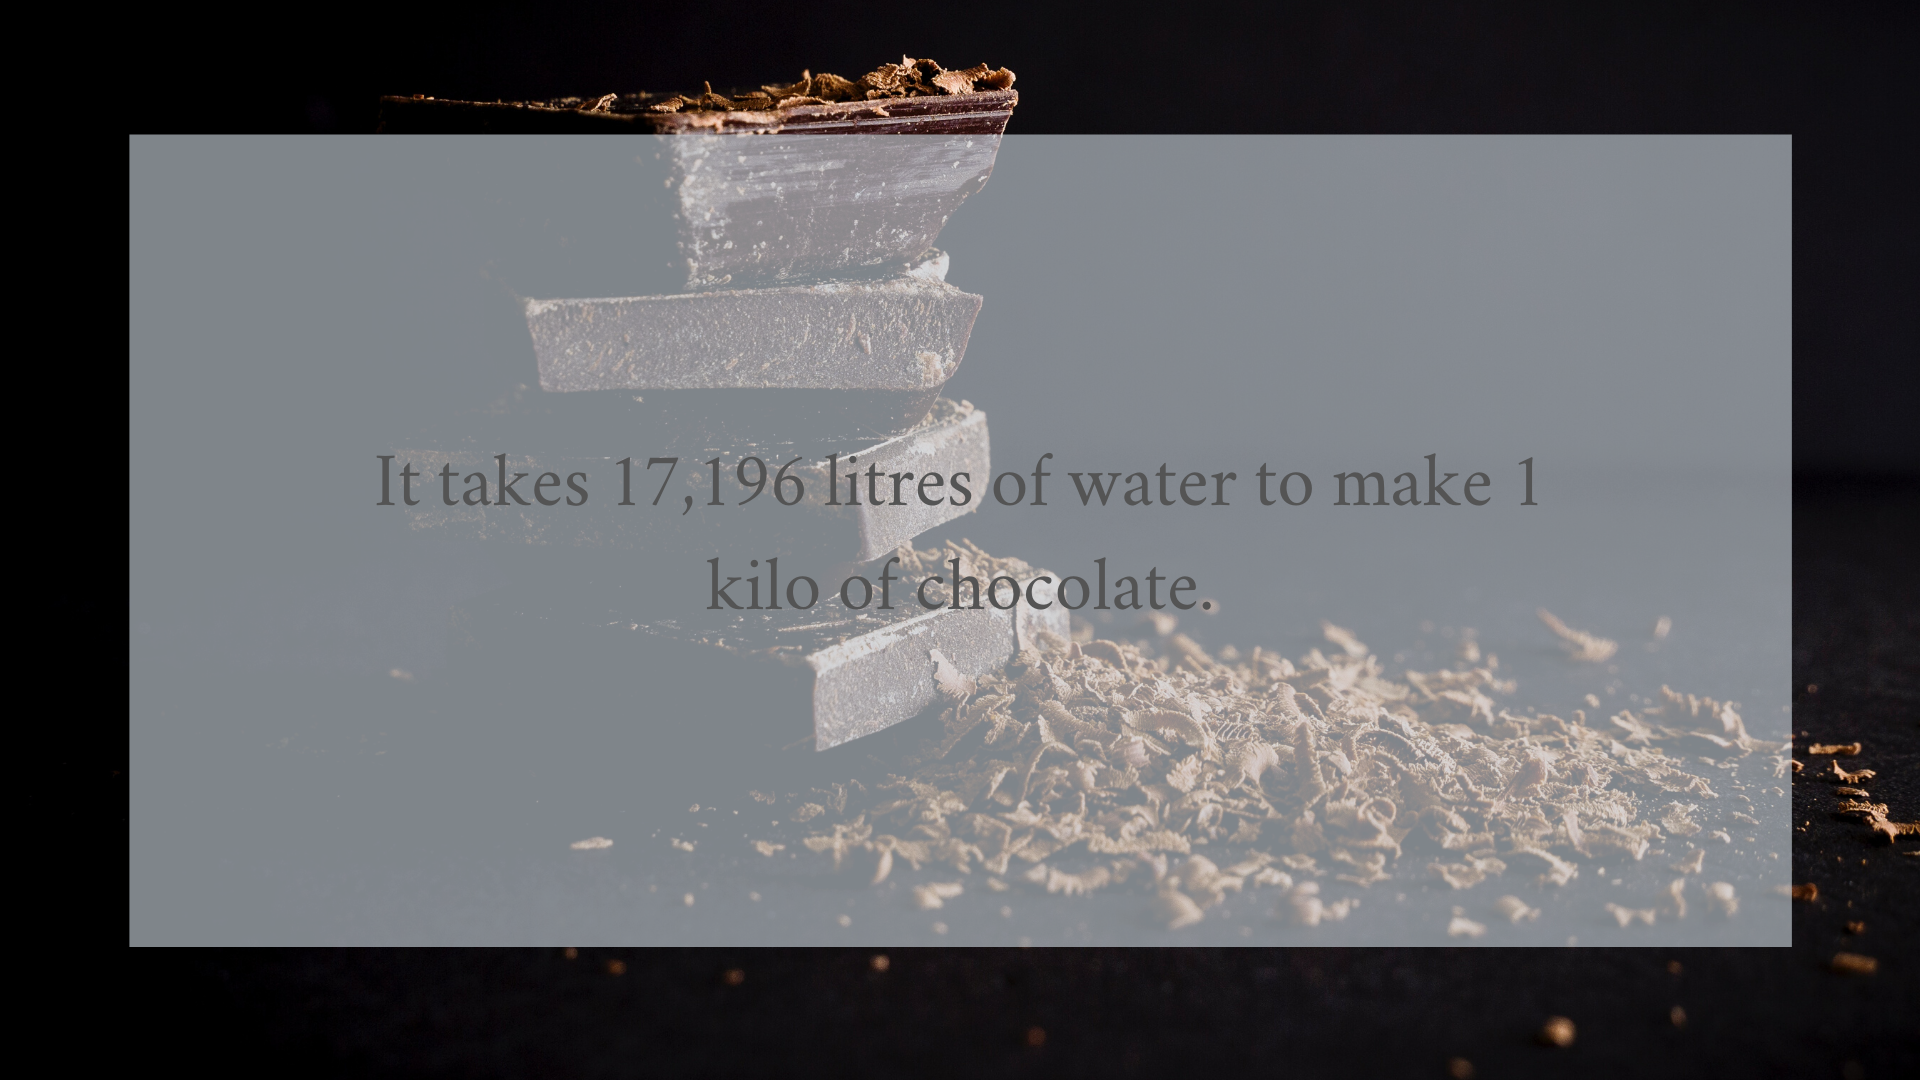 It takes 17,196 litres of water to make 1
kilo of chocolate.